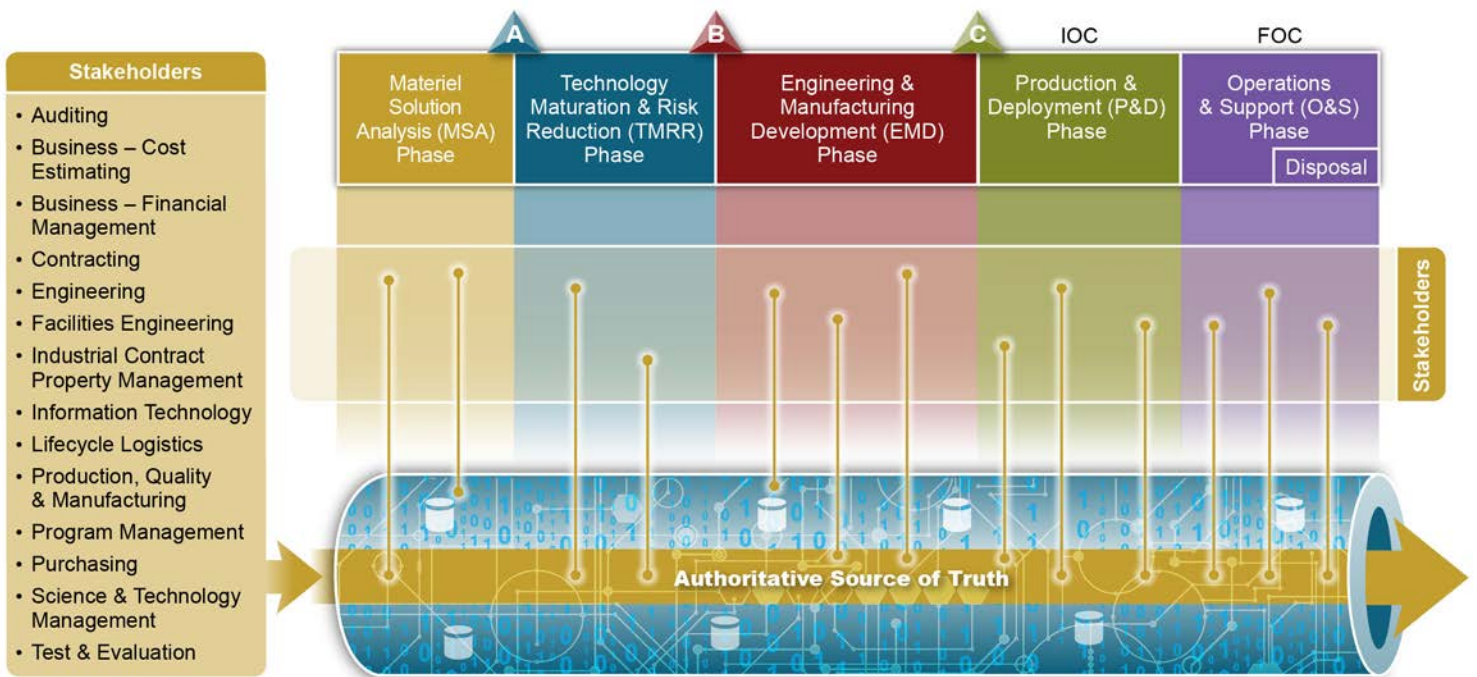 Stakeholders
• Auditing
• Business – Cost
Estimating
• Business – Financial
Management
• Contracting
• Engineering
• Facilities Engineering
• Industrial Contract
Property Management
• Information Technology
• Lifecycle Logistics
• Production, Quality
& Manufacturing
• Program Management
• Purchasing
• Science & Technology
Management
• Test & Evaluation
A
B
C
IOC
FOC
Materiel
Solution
Analysis (MSA)
Phase
Technology
Maturation & Risk
Reduction (TMRR)
Phase
Engineering &
Manufacturing
Development (EMD)
Phase
Production &
Deployment (P&D)
Phase
Operations
& Support (O&S)
Phase
Disposal
Stakeholders
Authoritative Source of Truth